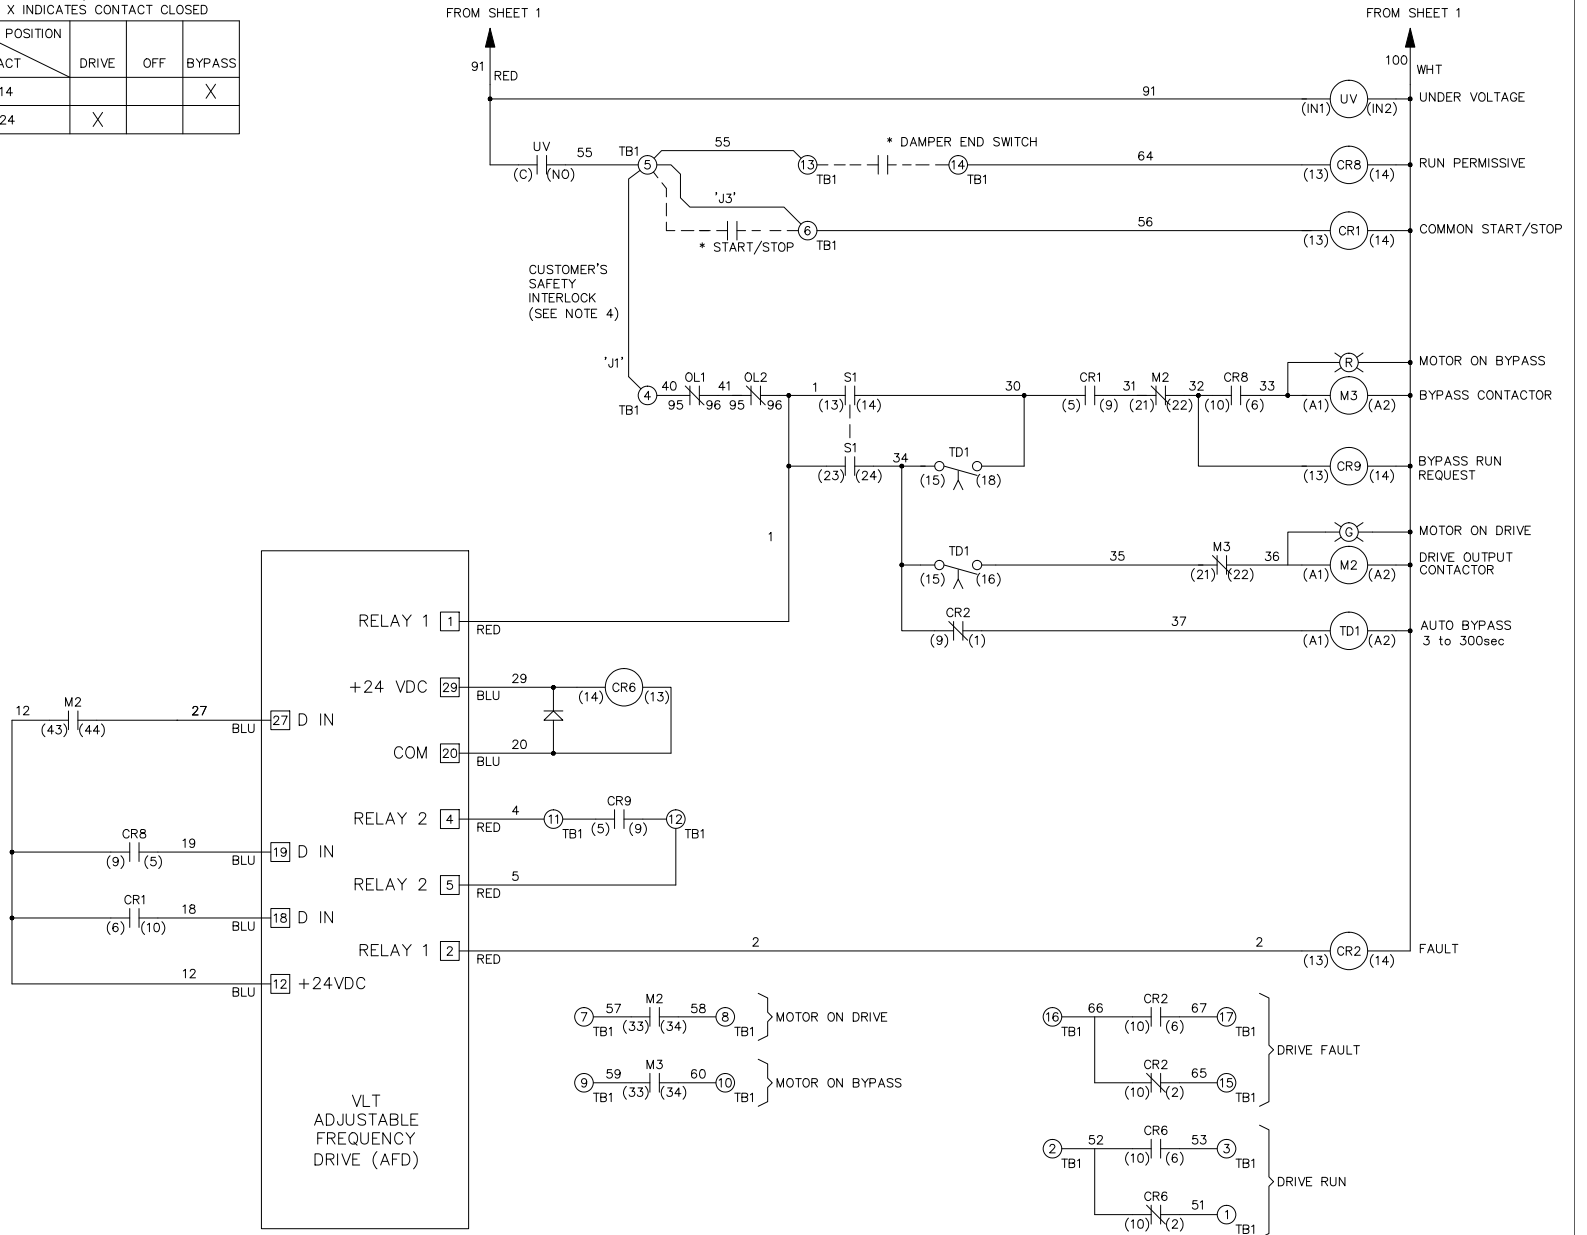 X INDICATES CONTACT CLOSED
POSITION
ACT DRIVE OFF BYPASS
14 X
24 X
FROM SHEET 1
FROM SHEET 1
91 RED
100 WHT
91 (IN1) UV (IN2) UNDER VOLTAGE
UV
(C) (NO)
55
TB1
5
55
13
TB1
* DAMPER END SWITCH
14
TB1
64
(13) CR8 (14) RUN PERMISSIVE
'J3'
* START/STOP
6
TB1
56
(13) CR1 (14) COMMON START/STOP
CUSTOMER'S
SAFETY
INTERLOCK
(SEE NOTE 4)
'J1'
4
TB1
40
OL1
95 96
41
OL2
95 96
1
S1
(13) (14)
30
CR1
(5) (9)
31
M2
(21) (22)
32
CR8
(10) (6)
33
R MOTOR ON BYPASS
(A1) M3 (A2) BYPASS CONTACTOR
S1
(23) (24)
34
TD1
(15) (18)
(13) CR9 (14) BYPASS RUN
REQUEST
1
G MOTOR ON DRIVE
TD1
(15) (16)
35
M3
(21) (22)
36
(A1) M2 (A2) DRIVE OUTPUT
CONTACTOR
CR2
(9) (1)
37
(A1) TD1 (A2) AUTO BYPASS
3 to 300sec
RELAY 1 1 RED
+24 VDC 29 BLU 29
(14) CR6 (13)
12
M2
(43) (44)
27
BLU 27 D IN
COM 20 BLU 20
RELAY 2 4 RED 4
11
TB1
CR9
(5) (9)
12
TB1
CR8
(9) (5)
19
BLU 19 D IN
RELAY 2 5 RED 5
CR1
(6) (10)
18
BLU 18 D IN
RELAY 1 2 RED 2 2
(13) CR2 (14) FAULT
12
BLU 12 +24VDC
7
TB1
57
M2
(33) (34)
58
8
TB1
MOTOR ON DRIVE
9
TB1
59
M3
(33) (34)
60
10
TB1
MOTOR ON BYPASS
16
TB1
66
CR2
(10) (6)
67
17
TB1
CR2
(10) (2)
65
15
TB1
DRIVE FAULT
2
TB1
52
CR6
(10) (6)
53
3
TB1
CR6
(10) (2)
51
1
TB1
DRIVE RUN
VLT
ADJUSTABLE
FREQUENCY
DRIVE (AFD)